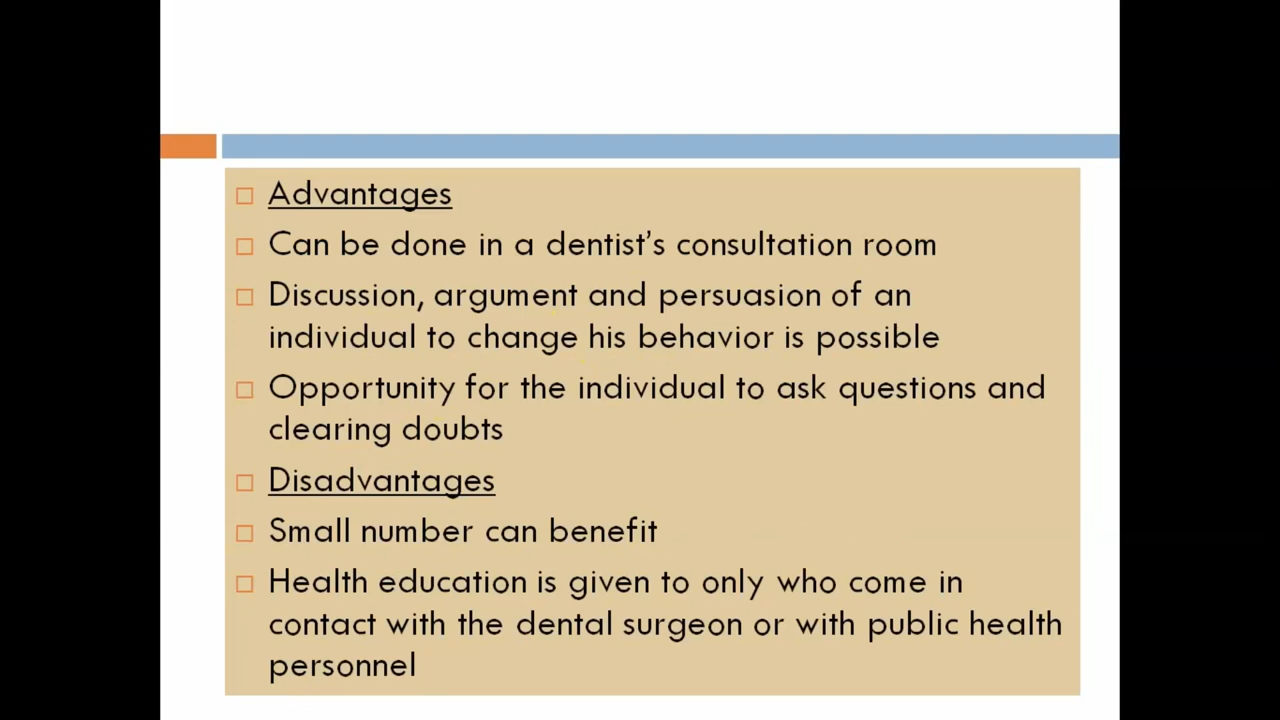 Advantages
Can be done in a dentist’s consultation room
Discussion, argument and persuasion of an
individual to change his behavior is possible
Opportunity for the individual to ask questions and
clearing doubts
Disadvantages
Small number can benefit
Health education is given to only who come in
contact with the dental surgeon or with public health
personnel